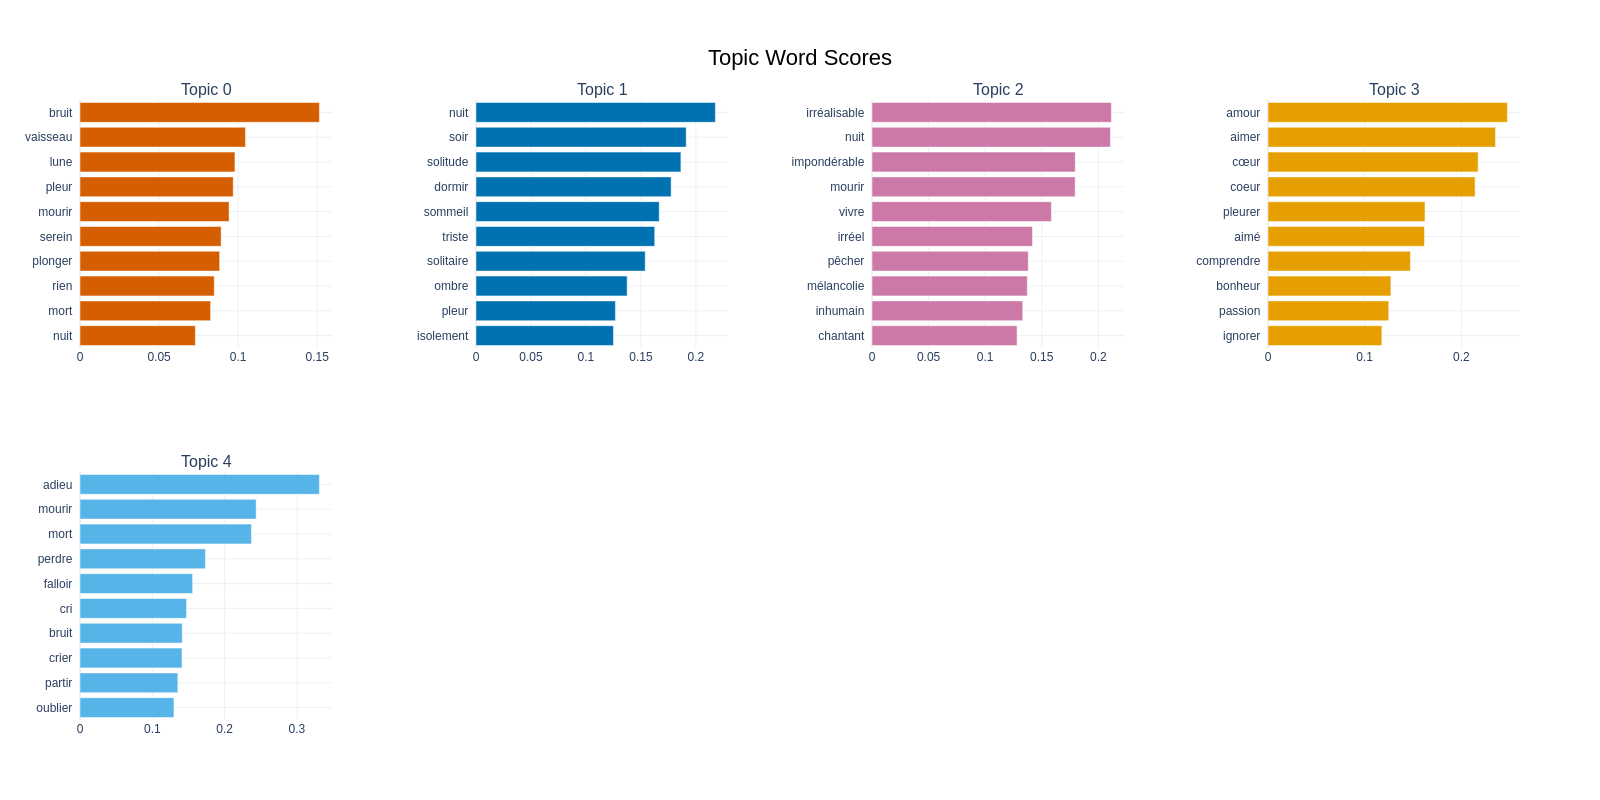 Topic Word Scores
Topic 0
bruit
vaisseau
lune
pleur
mourir
serein
plonger
rien
mort
nuit
0 0.05 0.1 0.15
Topic 1
nuit
soir
solitude
dormir
sommeil
triste
solitaire
ombre
pleur
isolement
0 0.05 0.1 0.15 0.2
Topic 2
irréalisable
nuit
impondérable
mourir
vivre
irréel
pêcher
mélancolie
inhumain
chantant
0 0.05 0.1 0.15 0.2
Topic 3
amour
aimer
cœur
coeur
pleurer
aimé
comprendre
bonheur
passion
ignorer
0 0.1 0.2
Topic 4
adieu
mourir
mort
perdre
falloir
cri
bruit
crier
partir
oublier
0 0.1 0.2 0.3